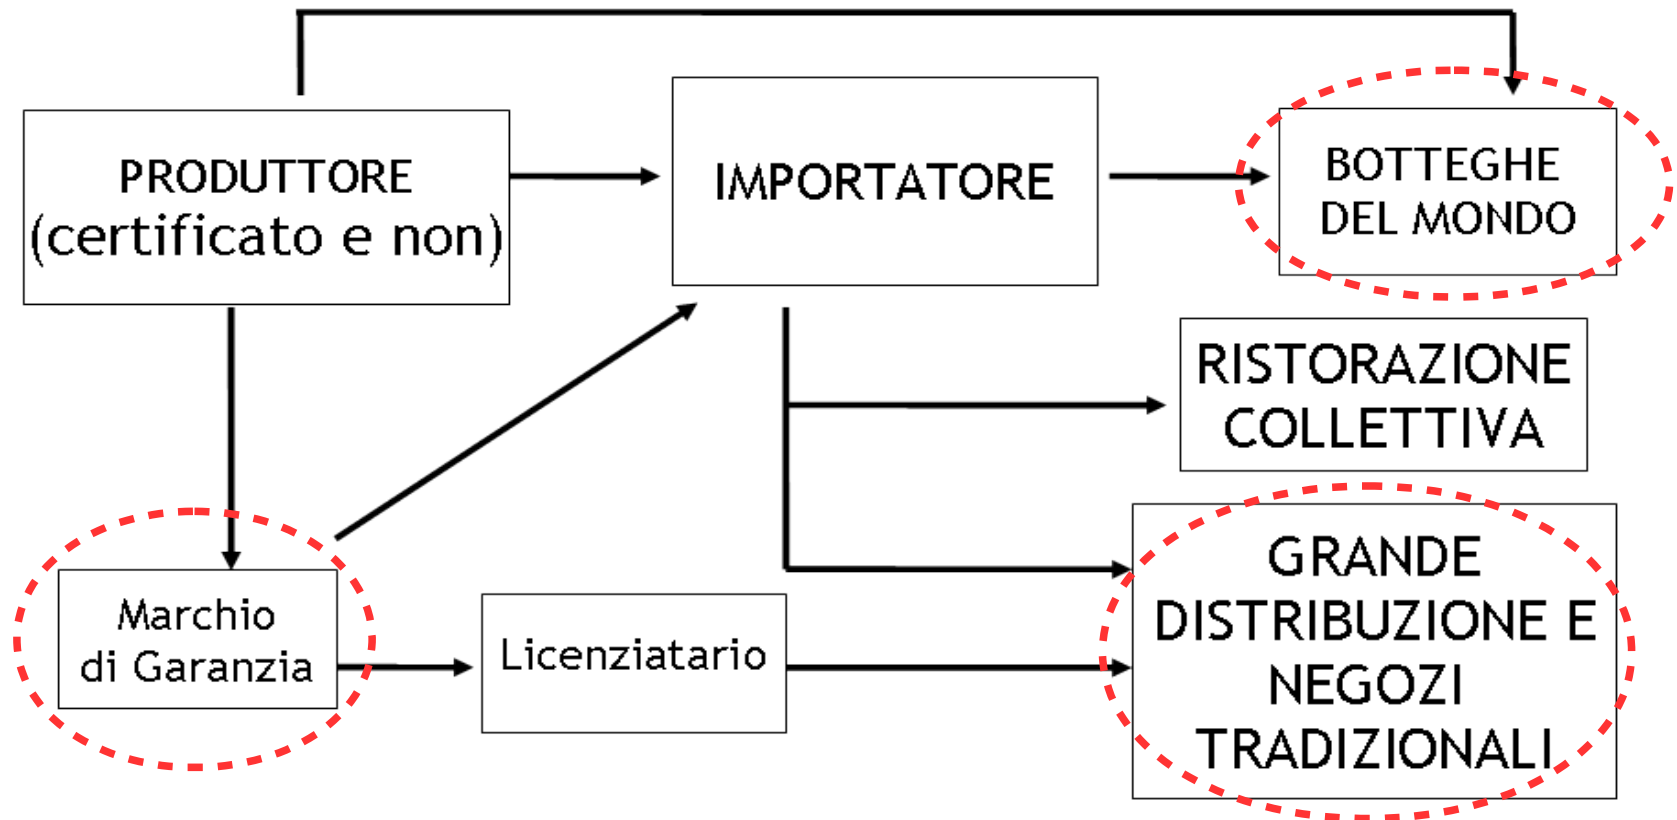 PRODUTTORE
(certificato e non)
IMPORTATORE
BOTTEGHE
DEL MONDO
RISTORAZIONE
COLLETTIVA
Marchio
di Garanzia
Licenziatario
GRANDE
DISTRIBUZIONE E
NEGOZI
TRADIZIONALI